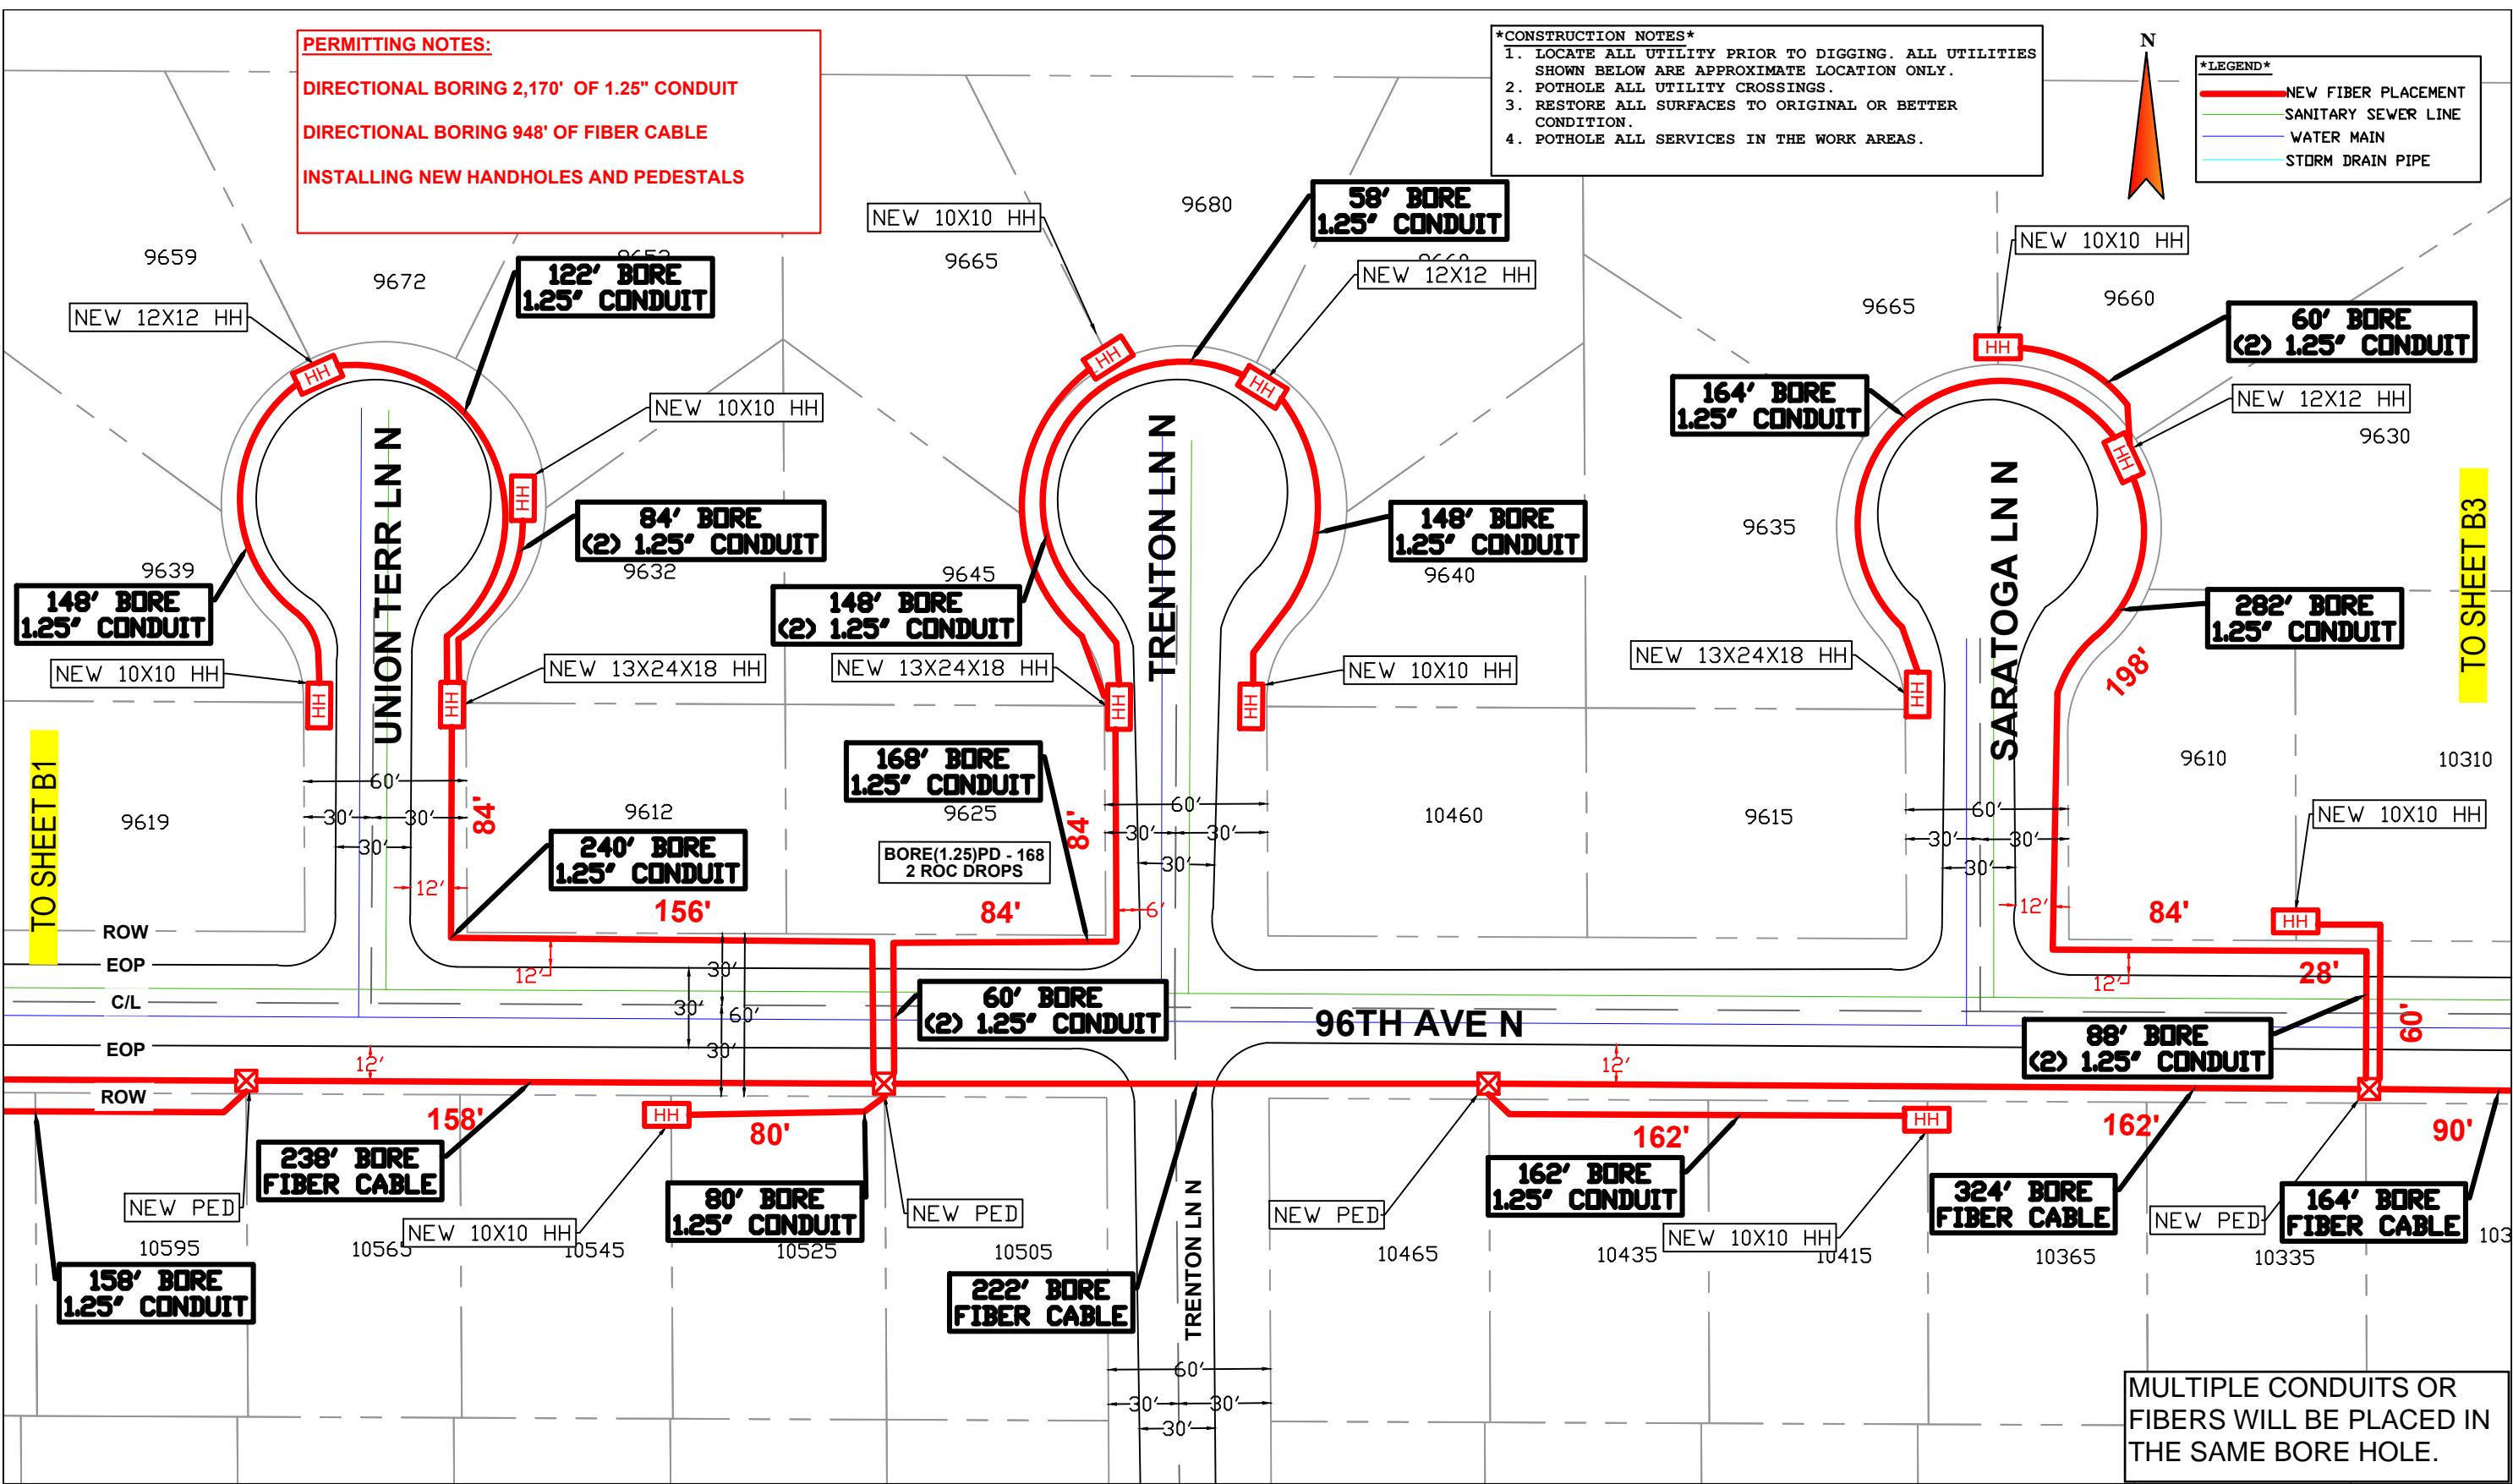 PERMITTING NOTES:
DIRECTIONAL BORING 2,170' OF 1.25" CONDUIT
DIRECTIONAL BORING 948' OF FIBER CABLE
INSTALLING NEW HANDHOLES AND PEDESTALS
*CONSTRUCTION NOTES*
1. LOCATE ALL UTILITY PRIOR TO DIGGING. ALL UTILITIES
SHOWN BELOW ARE APPROXIMATE LOCATION ONLY.
2. POTHOLE ALL UTILITY CROSSINGS.
3. RESTORE ALL SURFACES TO ORIGINAL OR BETTER
CONDITION.
4. POTHOLE ALL SERVICES IN THE WORK AREAS.
N
*LEGEND*
NEW FIBER PLACEMENT
SANITARY SEWER LINE
WATER MAIN
STORM DRAIN PIPE
9659
9672
122' BORE
1.25" CONDUIT
NEW 12X12 HH
HH
NEW 10X10 HH
HH
84' BORE
(2) 1.25" CONDUIT
9632
9639
148' BORE
1.25" CONDUIT
NEW 10X10 HH
HH
UNION TERR LN N
NEW 13X24X18 HH
HH
NEW 10X10 HH
9665
9680
58' BORE
1.25" CONDUIT
NEW 12X12 HH
HH
HH
9645
148' BORE
(2) 1.25" CONDUIT
NEW 13X24X18 HH
HH
TRENTON LN N
148' BORE
1.25" CONDUIT
9640
NEW 10X10 HH
HH
NEW 10X10 HH
9665
9660
HH
60' BORE
(2) 1.25" CONDUIT
164' BORE
1.25" CONDUIT
NEW 12X12 HH
HH
9630
9635
SARATOGA LN N
282' BORE
1.25" CONDUIT
NEW 13X24X18 HH
HH
198'
TO SHEET B3
TO SHEET B1
9619
60'
30'
30'
30'
84'
9612
240' BORE
1.25" CONDUIT
12'
156'
168' BORE
1.25" CONDUIT
9625
BORE(1.25)PD - 168
2 ROC DROPS
84'
84'
60'
30'
30'
30'
6'
10460
9615
60'
30'
30'
30'
12'
9610
10310
NEW 10X10 HH
HH
84'
28'
12'
60'
ROW
EOP
C/L
EOP
ROW
12'
30'
30'
60'
30'
60' BORE
(2) 1.25" CONDUIT
96TH AVE N
88' BORE
(2) 1.25" CONDUIT
12'
12'
158'
238' BORE
FIBER CABLE
HH
80'
80' BORE
1.25" CONDUIT
NEW PED
NEW PED
NEW 10X10 HH
10595
10565
10545
10525
10505
158' BORE
1.25" CONDUIT
222' BORE
FIBER CABLE
TRENTON LN N
NEW PED
162'
162' BORE
1.25" CONDUIT
HH
NEW 10X10 HH
162'
324' BORE
FIBER CABLE
NEW PED
90'
164' BORE
FIBER CABLE
10465
10435
10415
10365
10335
103
60'
30'
30'
30'
MULTIPLE CONDUITS OR
FIBERS WILL BE PLACED IN
THE SAME BORE HOLE.